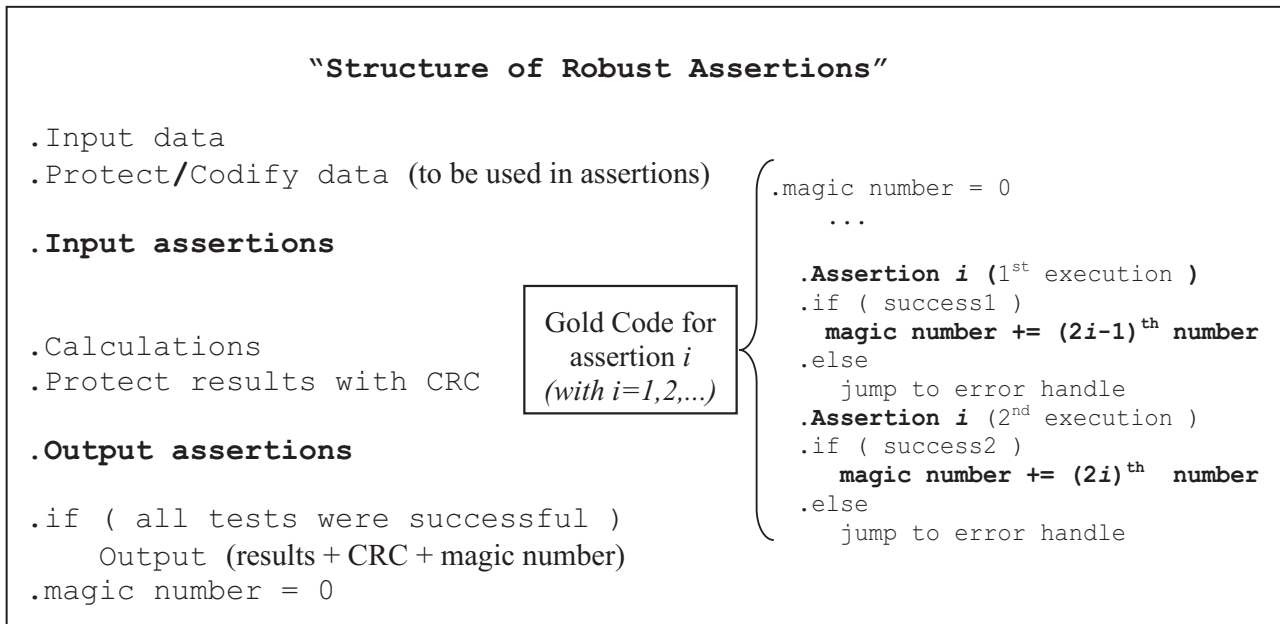 “Structure of Robust Assertions”
.Input data
.Protect/Codify data (to be used in assertions)
.Input assertions
.Calculations
.Protect results with CRC
.Output assertions
.if ( all tests were successful )
Output (results + CRC + magic number)
.magic number = 0
Gold Code for
assertion i
(with i=1,2,...)
.magic number = 0
...
.Assertion i (1st execution )
.if ( success1 )
magic number += (2i-1)th number
.else
jump to error handle
.Assertion i (2nd execution )
.if ( success2 )
magic number += (2i)th number
.else
jump to error handle